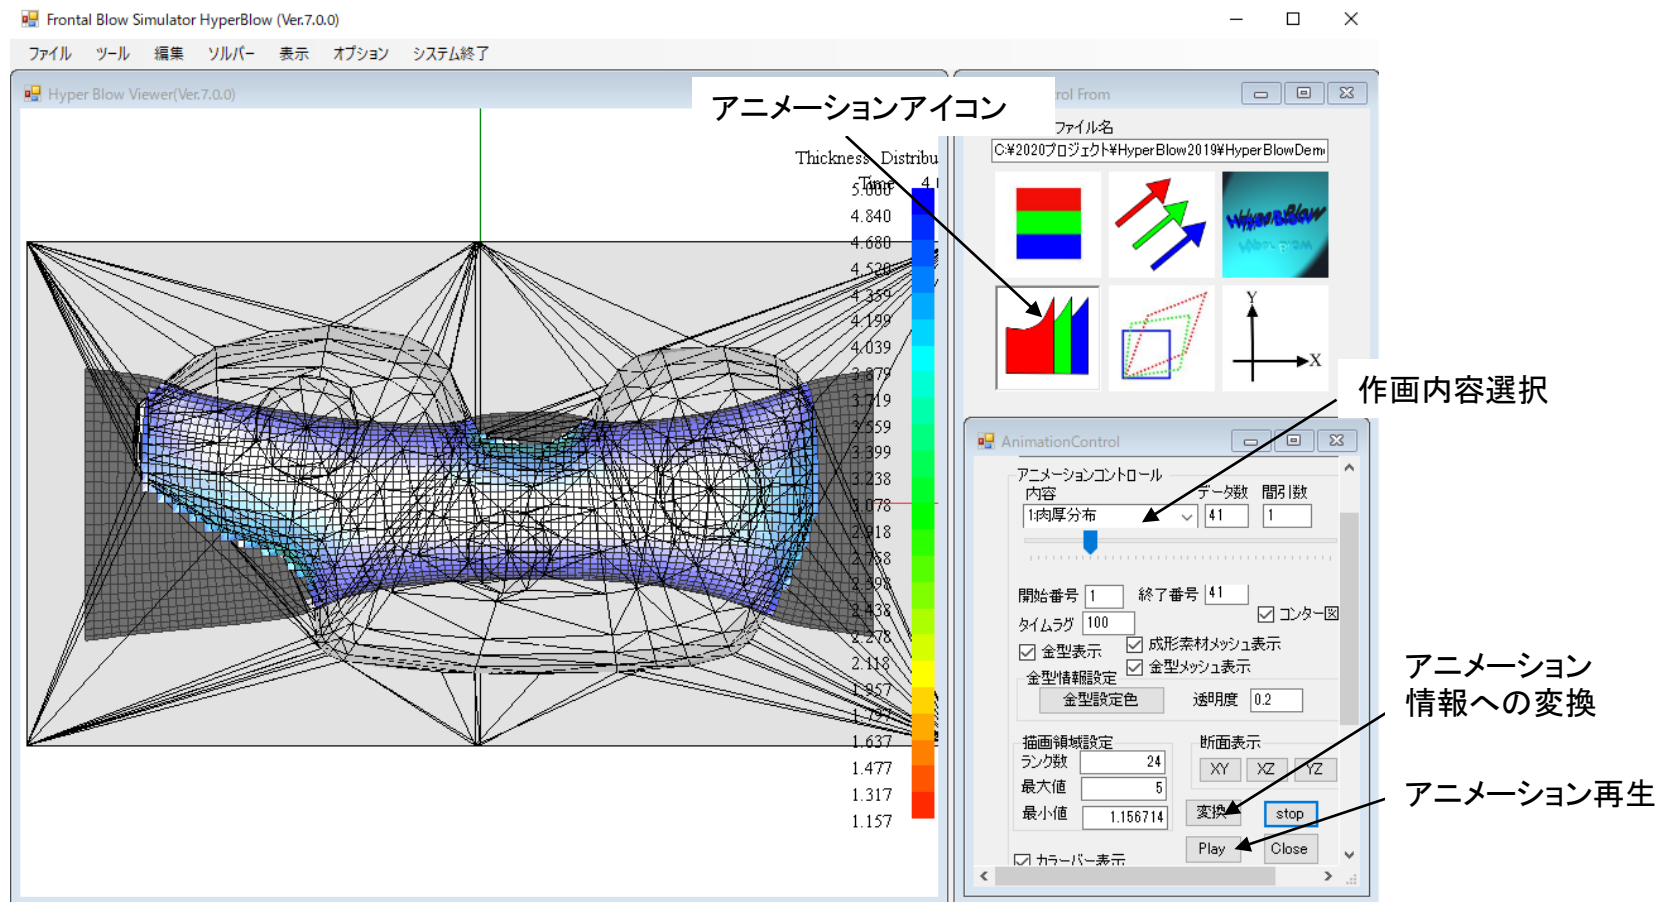 Frontal Blow Simulator HyperBlow (Ver.7.0.0)
ファイル ツール 編集 ソルバー 表示 オプション システム終了
Hyper Blow Viewer(Ver.7.0.0)
アニメーションアイコン
rol From
Thickness Distribu
Time 4
5.000
4.840
4.680
4.520
4.359
4.199
4.039
3.879
3.719
3.559
3.399
3.238
3.078
2.918
2.758
2.598
2.438
2.278
2.118
1.957
1.797
1.637
1.477
1.317
1.157
ファイル名
C:¥2020プロジェクト¥HyperBlow2019¥HyperBlowDem
Hyper Blow
Hyper Blow
Y
X
作画内容選択
AnimationControl
アニメーションコントロール
内容 データ数 間引数
1:肉厚分布 41 1
開始番号 1 終了番号 41
コンター図
タイムラグ 100
成形素材メッシュ表示
金型表示
金型メッシュ表示
金型情報設定
金型設定色 透明度 0.2
描画領域設定 断面表示
ランク数 24
XY XZ YZ
最大値 5
最小値 1.156714
変換 stop
Play Close
カラーバー表示
アニメーション
情報への変換
アニメーション再生